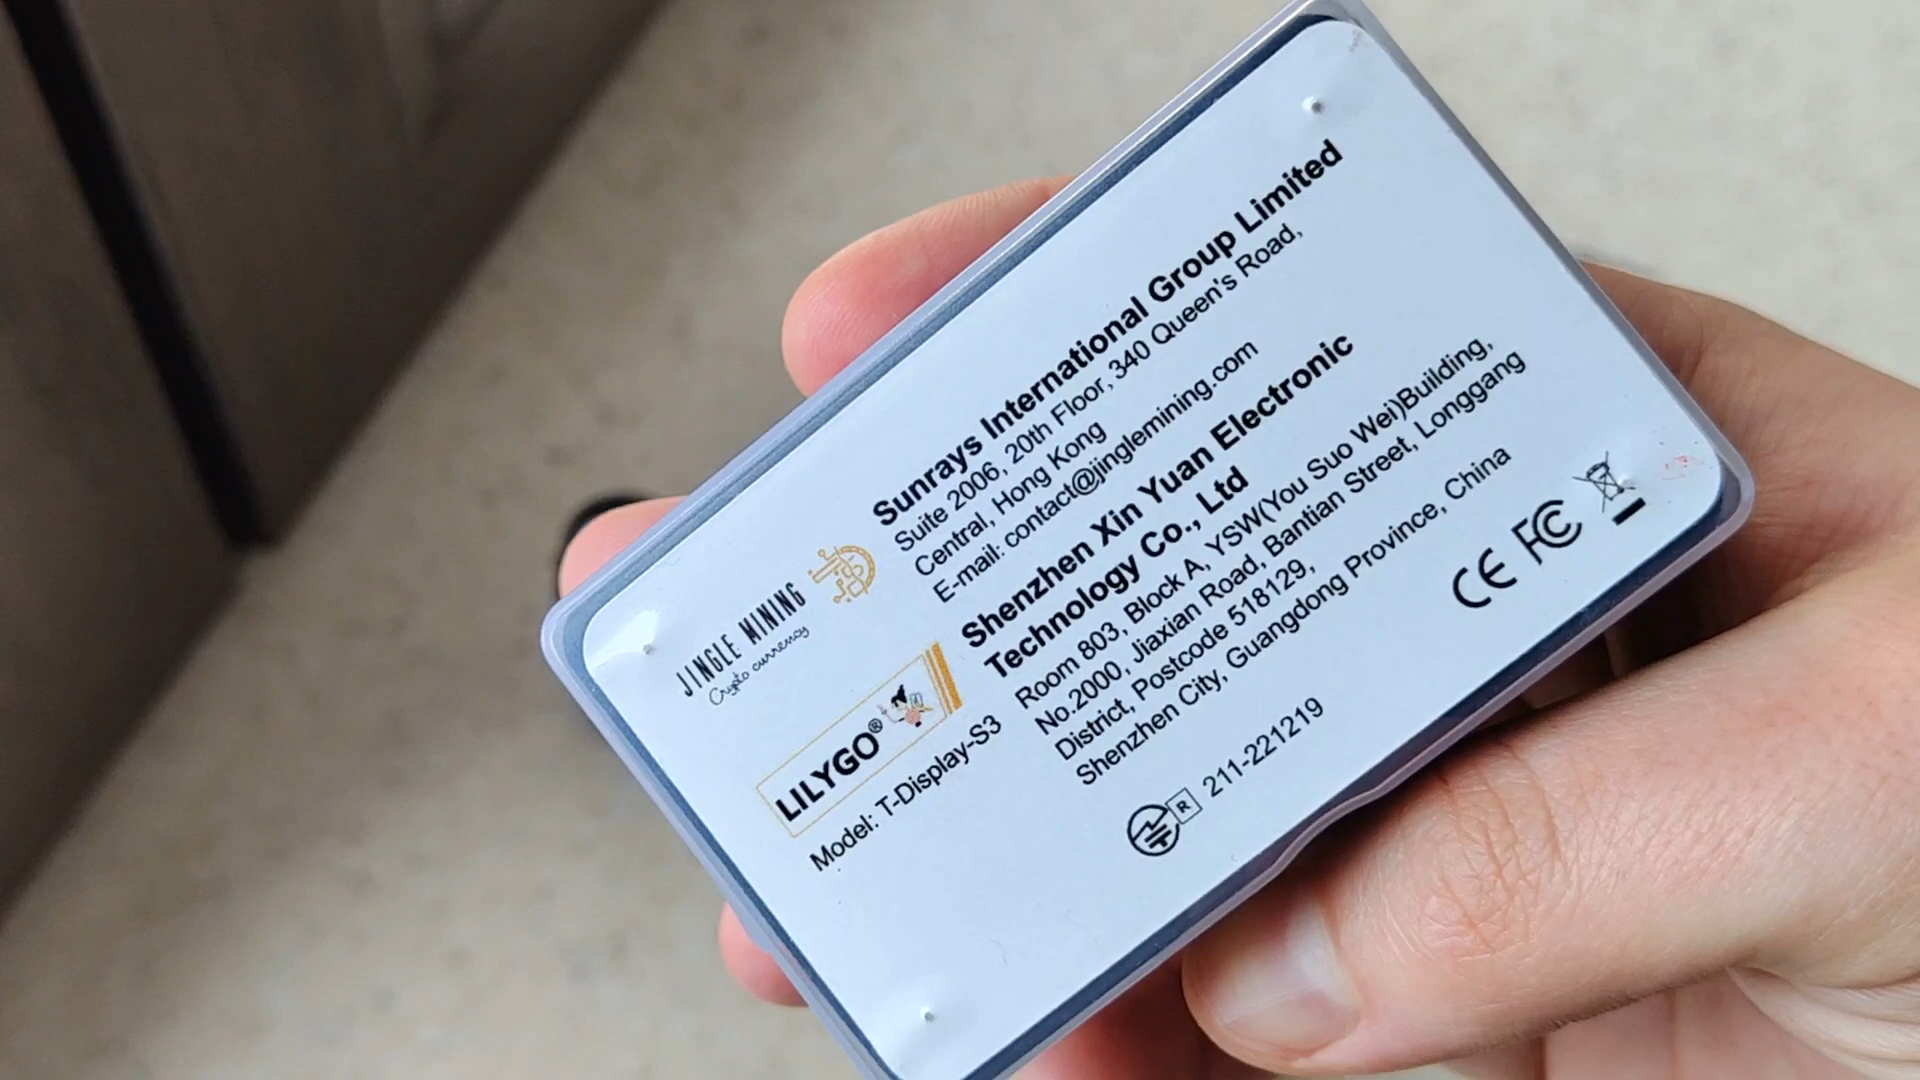 JINGLE MINING
Crypto currency
Sunrays International Group Limited
Suite 2006, 20th Floor, 340 Queen's Road,
Central, Hong Kong
E-mail: contact@jinglemining.com
LILYGO®
Model: T-Display-S3
Shenzhen Xin Yuan Electronic
Technology Co., Ltd
Room 803, Block A, YSW(You Suo Wei)Building,
No.2000, Jiaxian Road, Bantian Street, Longgang
District, Postcode 518129,
Shenzhen City, Guangdong Province, China
R 211-221219
CE FC